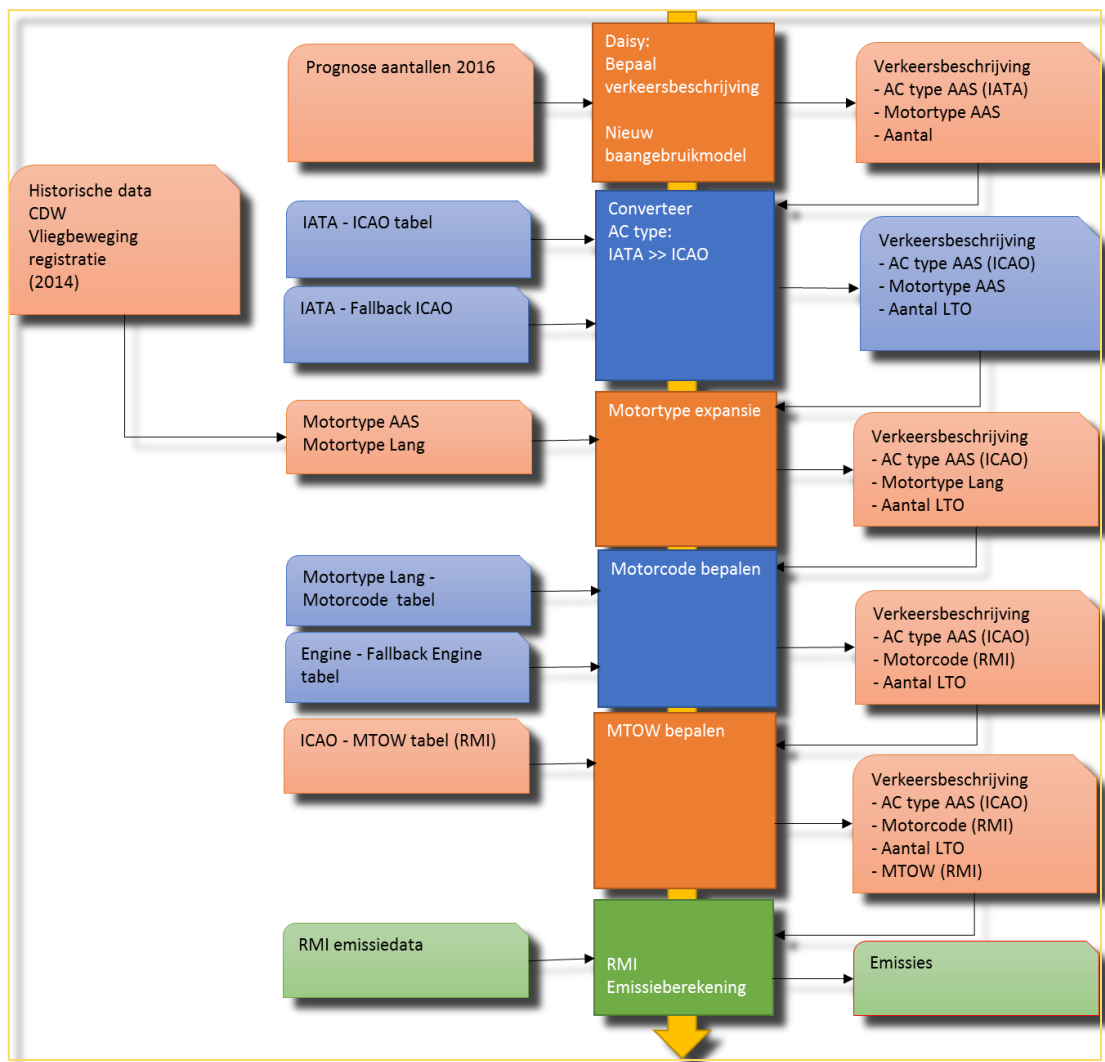 Prognose aantallen 2016
Daisy:
Bepaal
verkeersbeschrijving
Nieuw
baangebruikmodel
Verkeersbeschrijving
- AC type AAS (IATA)
- Motortype AAS
- Aantal
Historische data
CDW
Vliegbeweging
registratie
(2014)
IATA - ICAO tabel
IATA - Fallback ICAO
Converteer
AC type:
IATA >> ICAO
Verkeersbeschrijving
- AC type AAS (ICAO)
- Motortype AAS
- Aantal LTO
Motortype AAS
Motortype Lang
Motortype expansie
Verkeersbeschrijving
- AC type AAS (ICAO)
- Motortype Lang
- Aantal LTO
Motortype Lang -
Motorcode tabel
Engine - Fallback Engine
tabel
Motorcode bepalen
Verkeersbeschrijving
- AC type AAS (ICAO)
- Motorcode (RMI)
- Aantal LTO
ICAO - MTOW tabel (RMI)
MTOW bepalen
Verkeersbeschrijving
- AC type AAS (ICAO)
- Motorcode (RMI)
- Aantal LTO
- MTOW (RMI)
RMI emissiedata
RMI
Emissieberekening
Emissies